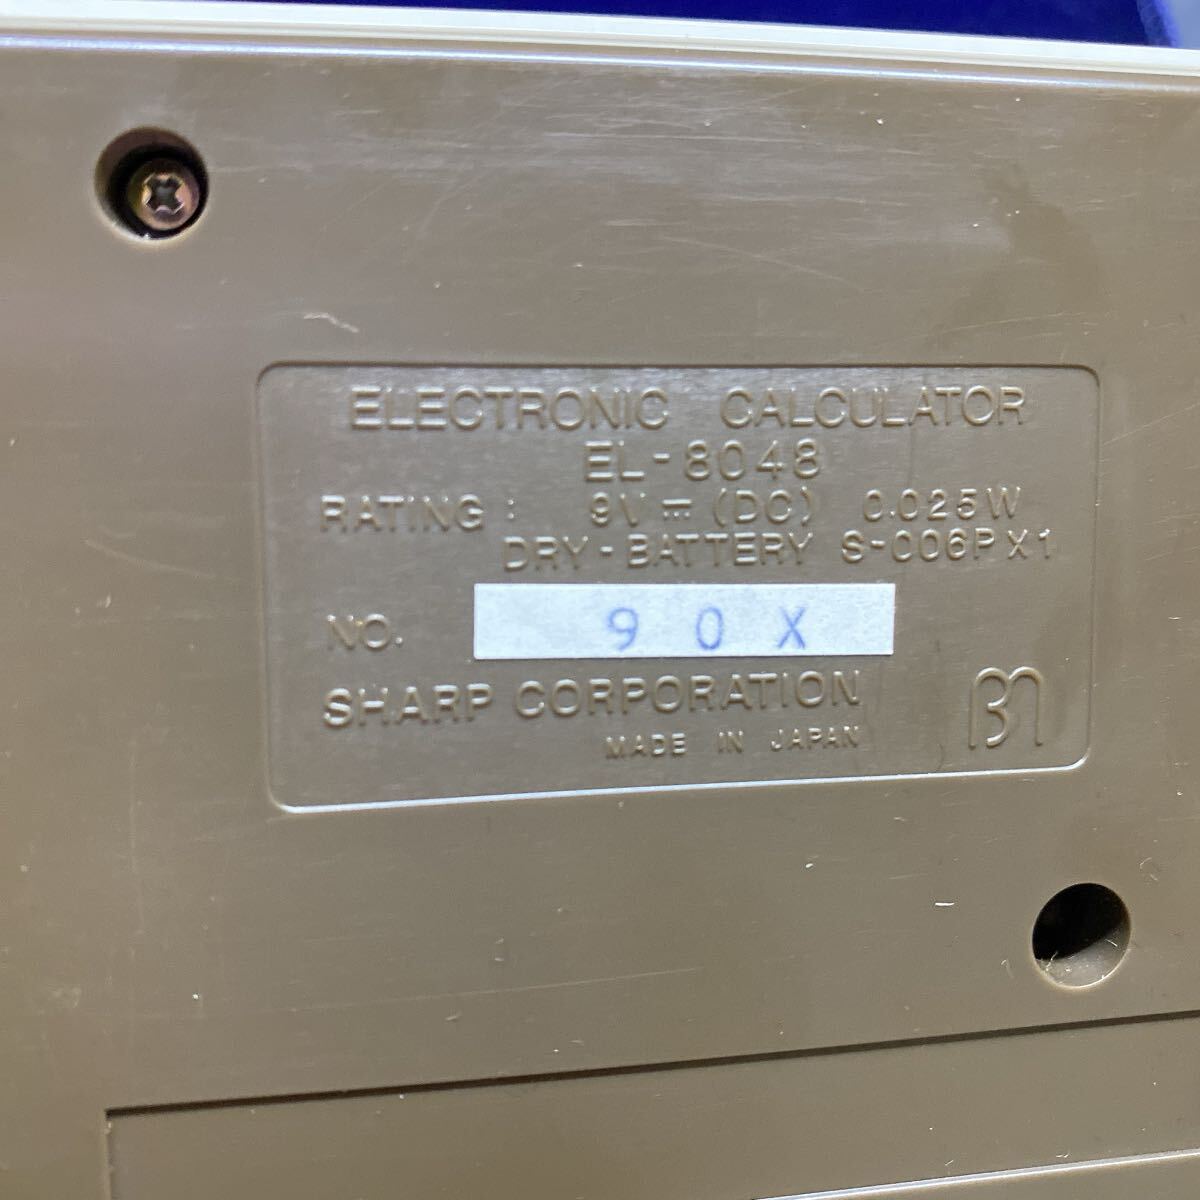 ELECTRONIC CALCULATOR
EL-8048
RATING : 9V ⎓ (DC) 0.025W
DRY-BATTERY S-006P X1
NO. 90X
SHARP CORPORATION
MADE IN JAPAN